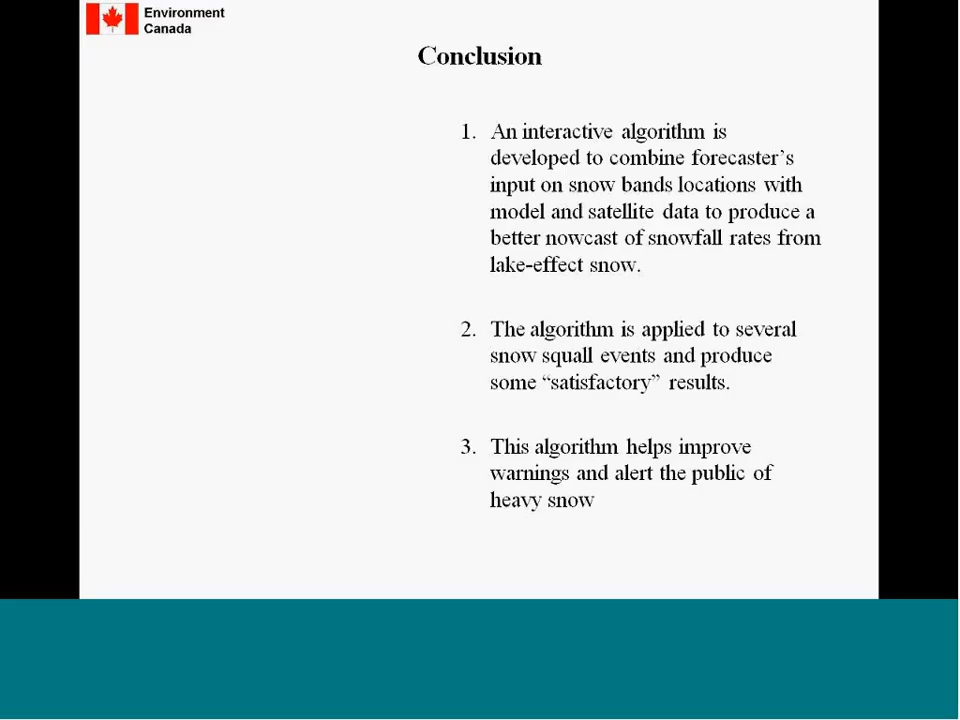 Environment
Canada
Conclusion
1. An interactive algorithm is
developed to combine forecaster's
input on snow bands locations with
model and satellite data to produce a
better nowcast of snowfall rates from
lake-effect snow.
2. The algorithm is applied to several
snow squall events and produce
some “satisfactory” results.
3. This algorithm helps improve
warnings and alert the public of
heavy snow